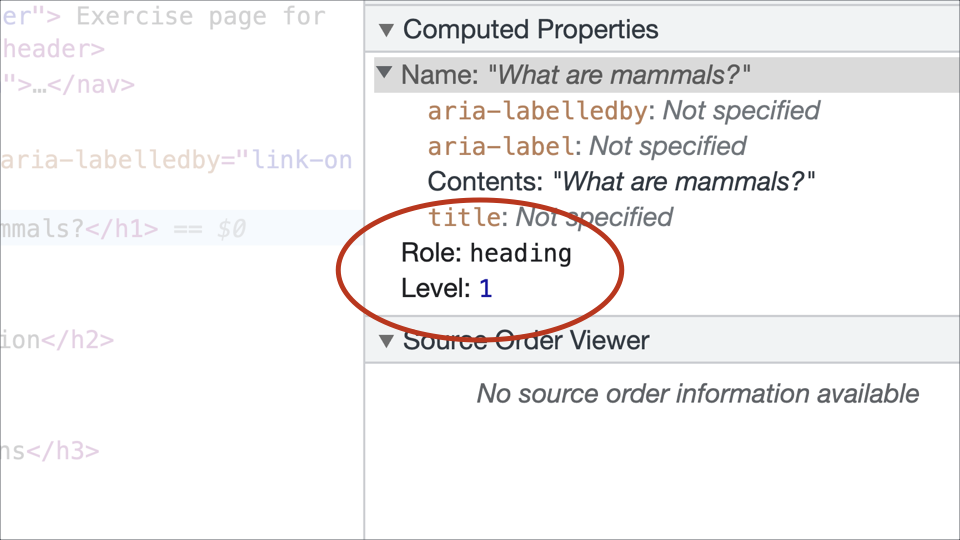 er"> Exercise page for
header>
">…</nav>
aria-labelledby="link-on
mmals?</h1> == $0
ion</h2>
ns</h3>
Computed Properties
Name: "What are mammals?"
aria-labelledby: Not specified
aria-label: Not specified
Contents: "What are mammals?"
title: Not specified
Role: heading
Level: 1
Source Order Viewer
No source order information available